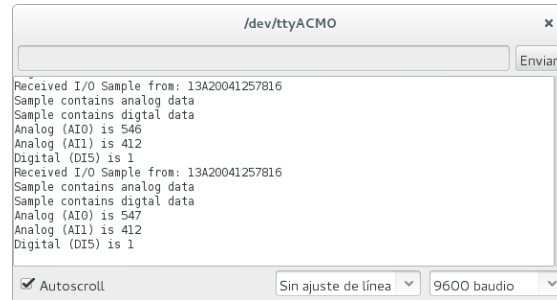 /dev/ttyACM0
Enviar
Received I/O Sample from: 13A20041257816
Sample contains analog data
Sample contains digtal data
Analog (AI0) is 546
Analog (AI1) is 412
Digital (DI5) is 1
Received I/O Sample from: 13A20041257816
Sample contains analog data
Sample contains digtal data
Analog (AI0) is 547
Analog (AI1) is 412
Digital (DI5) is 1
Autoscroll
Sin ajuste de línea
9600 baudio